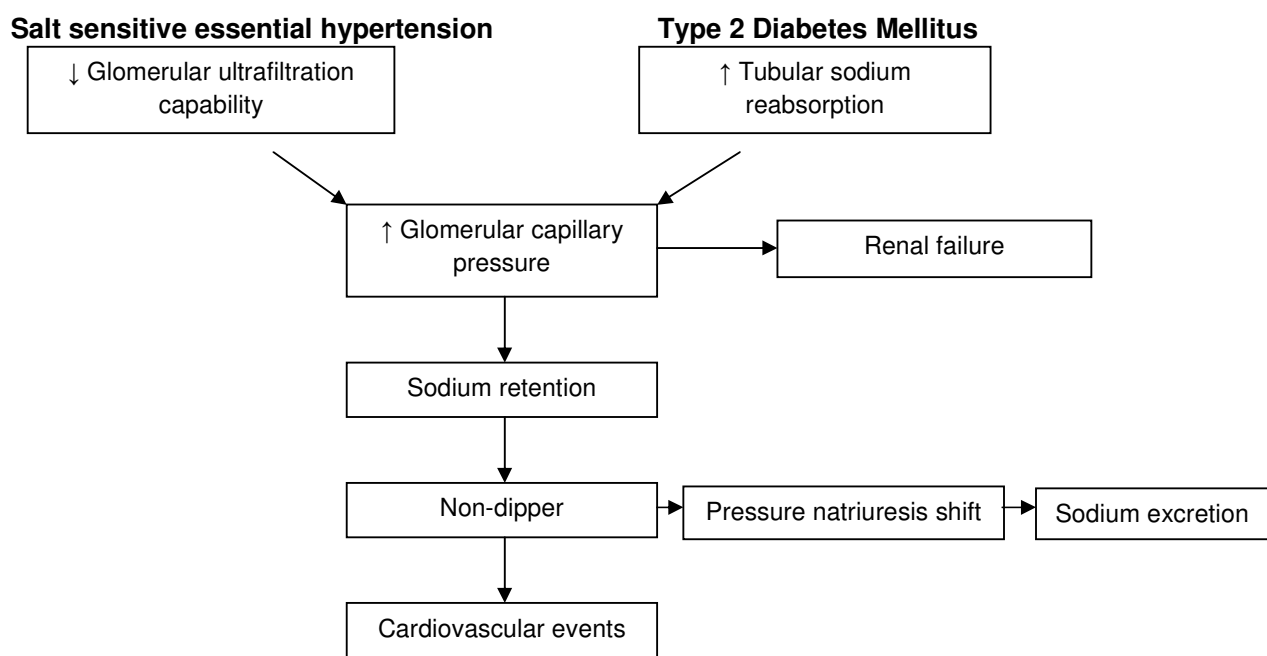 Salt sensitive essential hypertension
Type 2 Diabetes Mellitus
↓ Glomerular ultrafiltration
capability
↑ Tubular sodium
reabsorption
↑ Glomerular capillary
pressure
Renal failure
Sodium retention
Non-dipper
Pressure natriuresis shift
Sodium excretion
Cardiovascular events